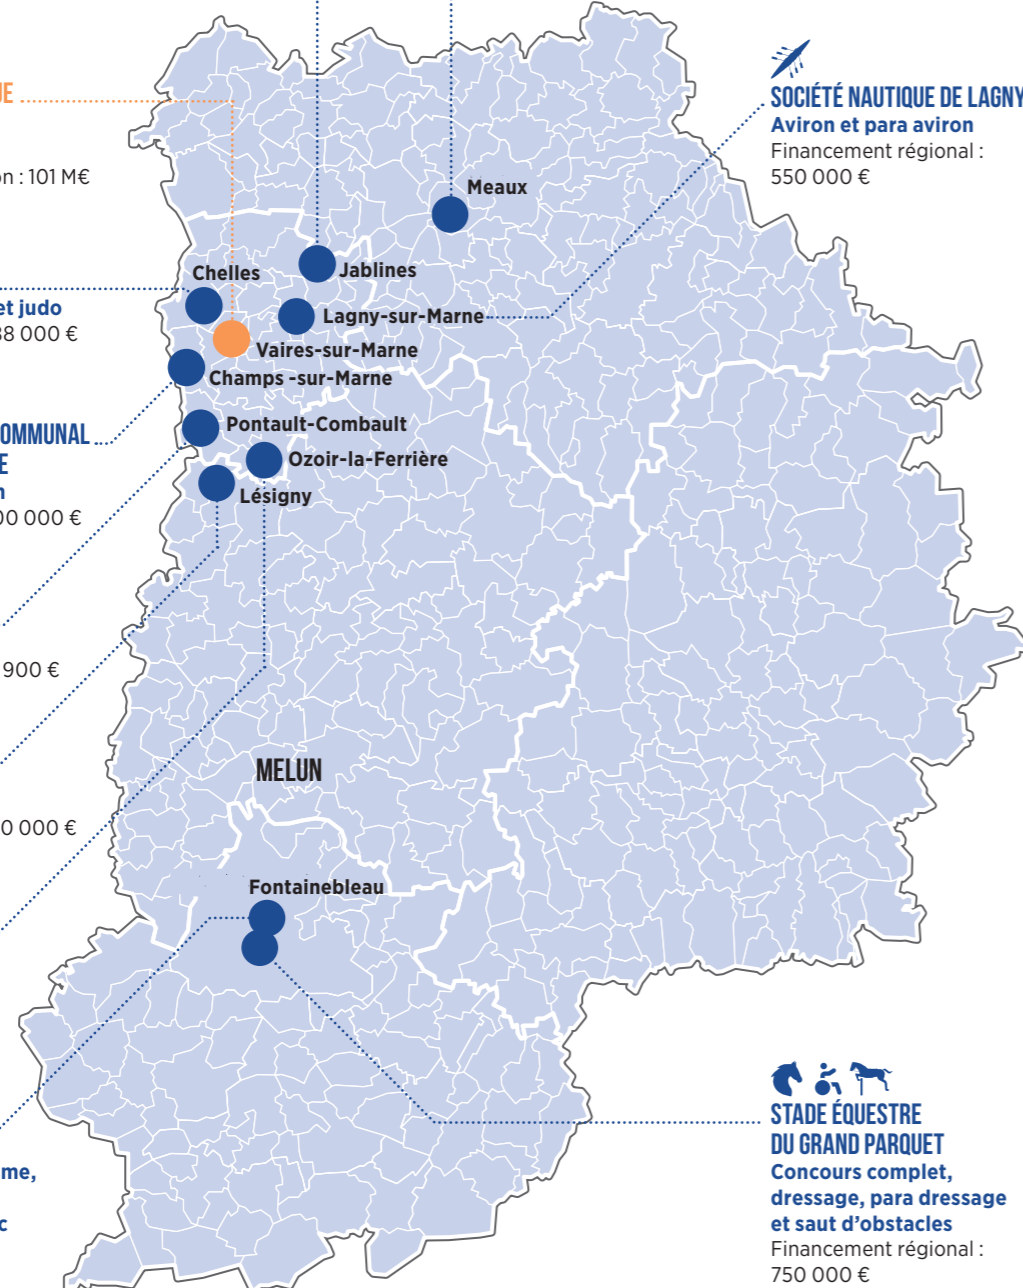 UE
on : 101 M€
et judo
38 000 €
OMMUNAL
E
n
00 000 €
900 €
0 000 €
me,
c
SOCIÉTÉ NAUTIQUE DE LAGNY
Aviron et para aviron
Financement régional :
550 000 €
Meaux
Jablines
Chelles
Lagny-sur-Marne
Vaires-sur-Marne
Champs -sur-Marne
Pontault-Combault
Ozoir-la-Ferrière
Lésigny
MELUN
Fontainebleau
STADE ÉQUESTRE
DU GRAND PARQUET
Concours complet,
dressage, para dressage
et saut d'obstacles
Financement régional :
750 000 €